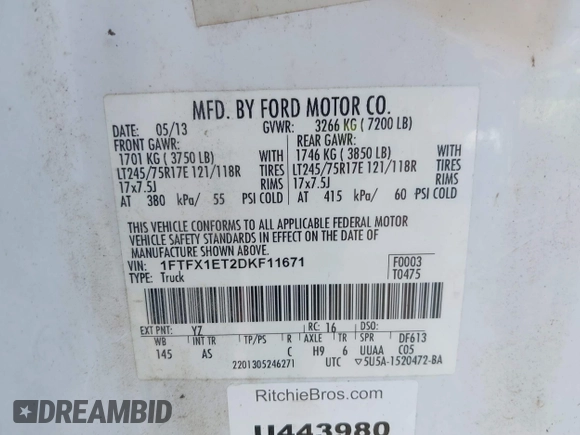 MFD. BY FORD MOTOR CO.
DATE: 05/13 GVWR: 3266 KG ( 7200 LB)
FRONT GAWR: REAR GAWR:
1701 KG ( 3750 LB) WITH 1746 KG ( 3850 LB) WITH
LT245/75R17E 121/118R TIRES LT245/75R17E 121/118R TIRES
17x7.5J RIMS 17x7.5J RIMS
AT 380 kPa/ 55 PSI COLD AT 415 kPa/ 60 PSI COLD
THIS VEHICLE CONFORMS TO ALL APPLICABLE FEDERAL MOTOR
VEHICLE SAFETY STANDARDS IN EFFECT ON THE DATE OF
MANUFACTURE SHOWN ABOVE.
VIN: 1FTFX1ET2DKF11671 F0003
TYPE: Truck T0475
EXT PNT: YZ RC: 16 DSO:
WB INT TR TP/PS R AXLE TR SPR DF613
145 AS C H9 6 UUAA C05
2201305246271 UTC ▽5U5A-1520472-BA
RitchieBros.com
U443980
DREAMBID